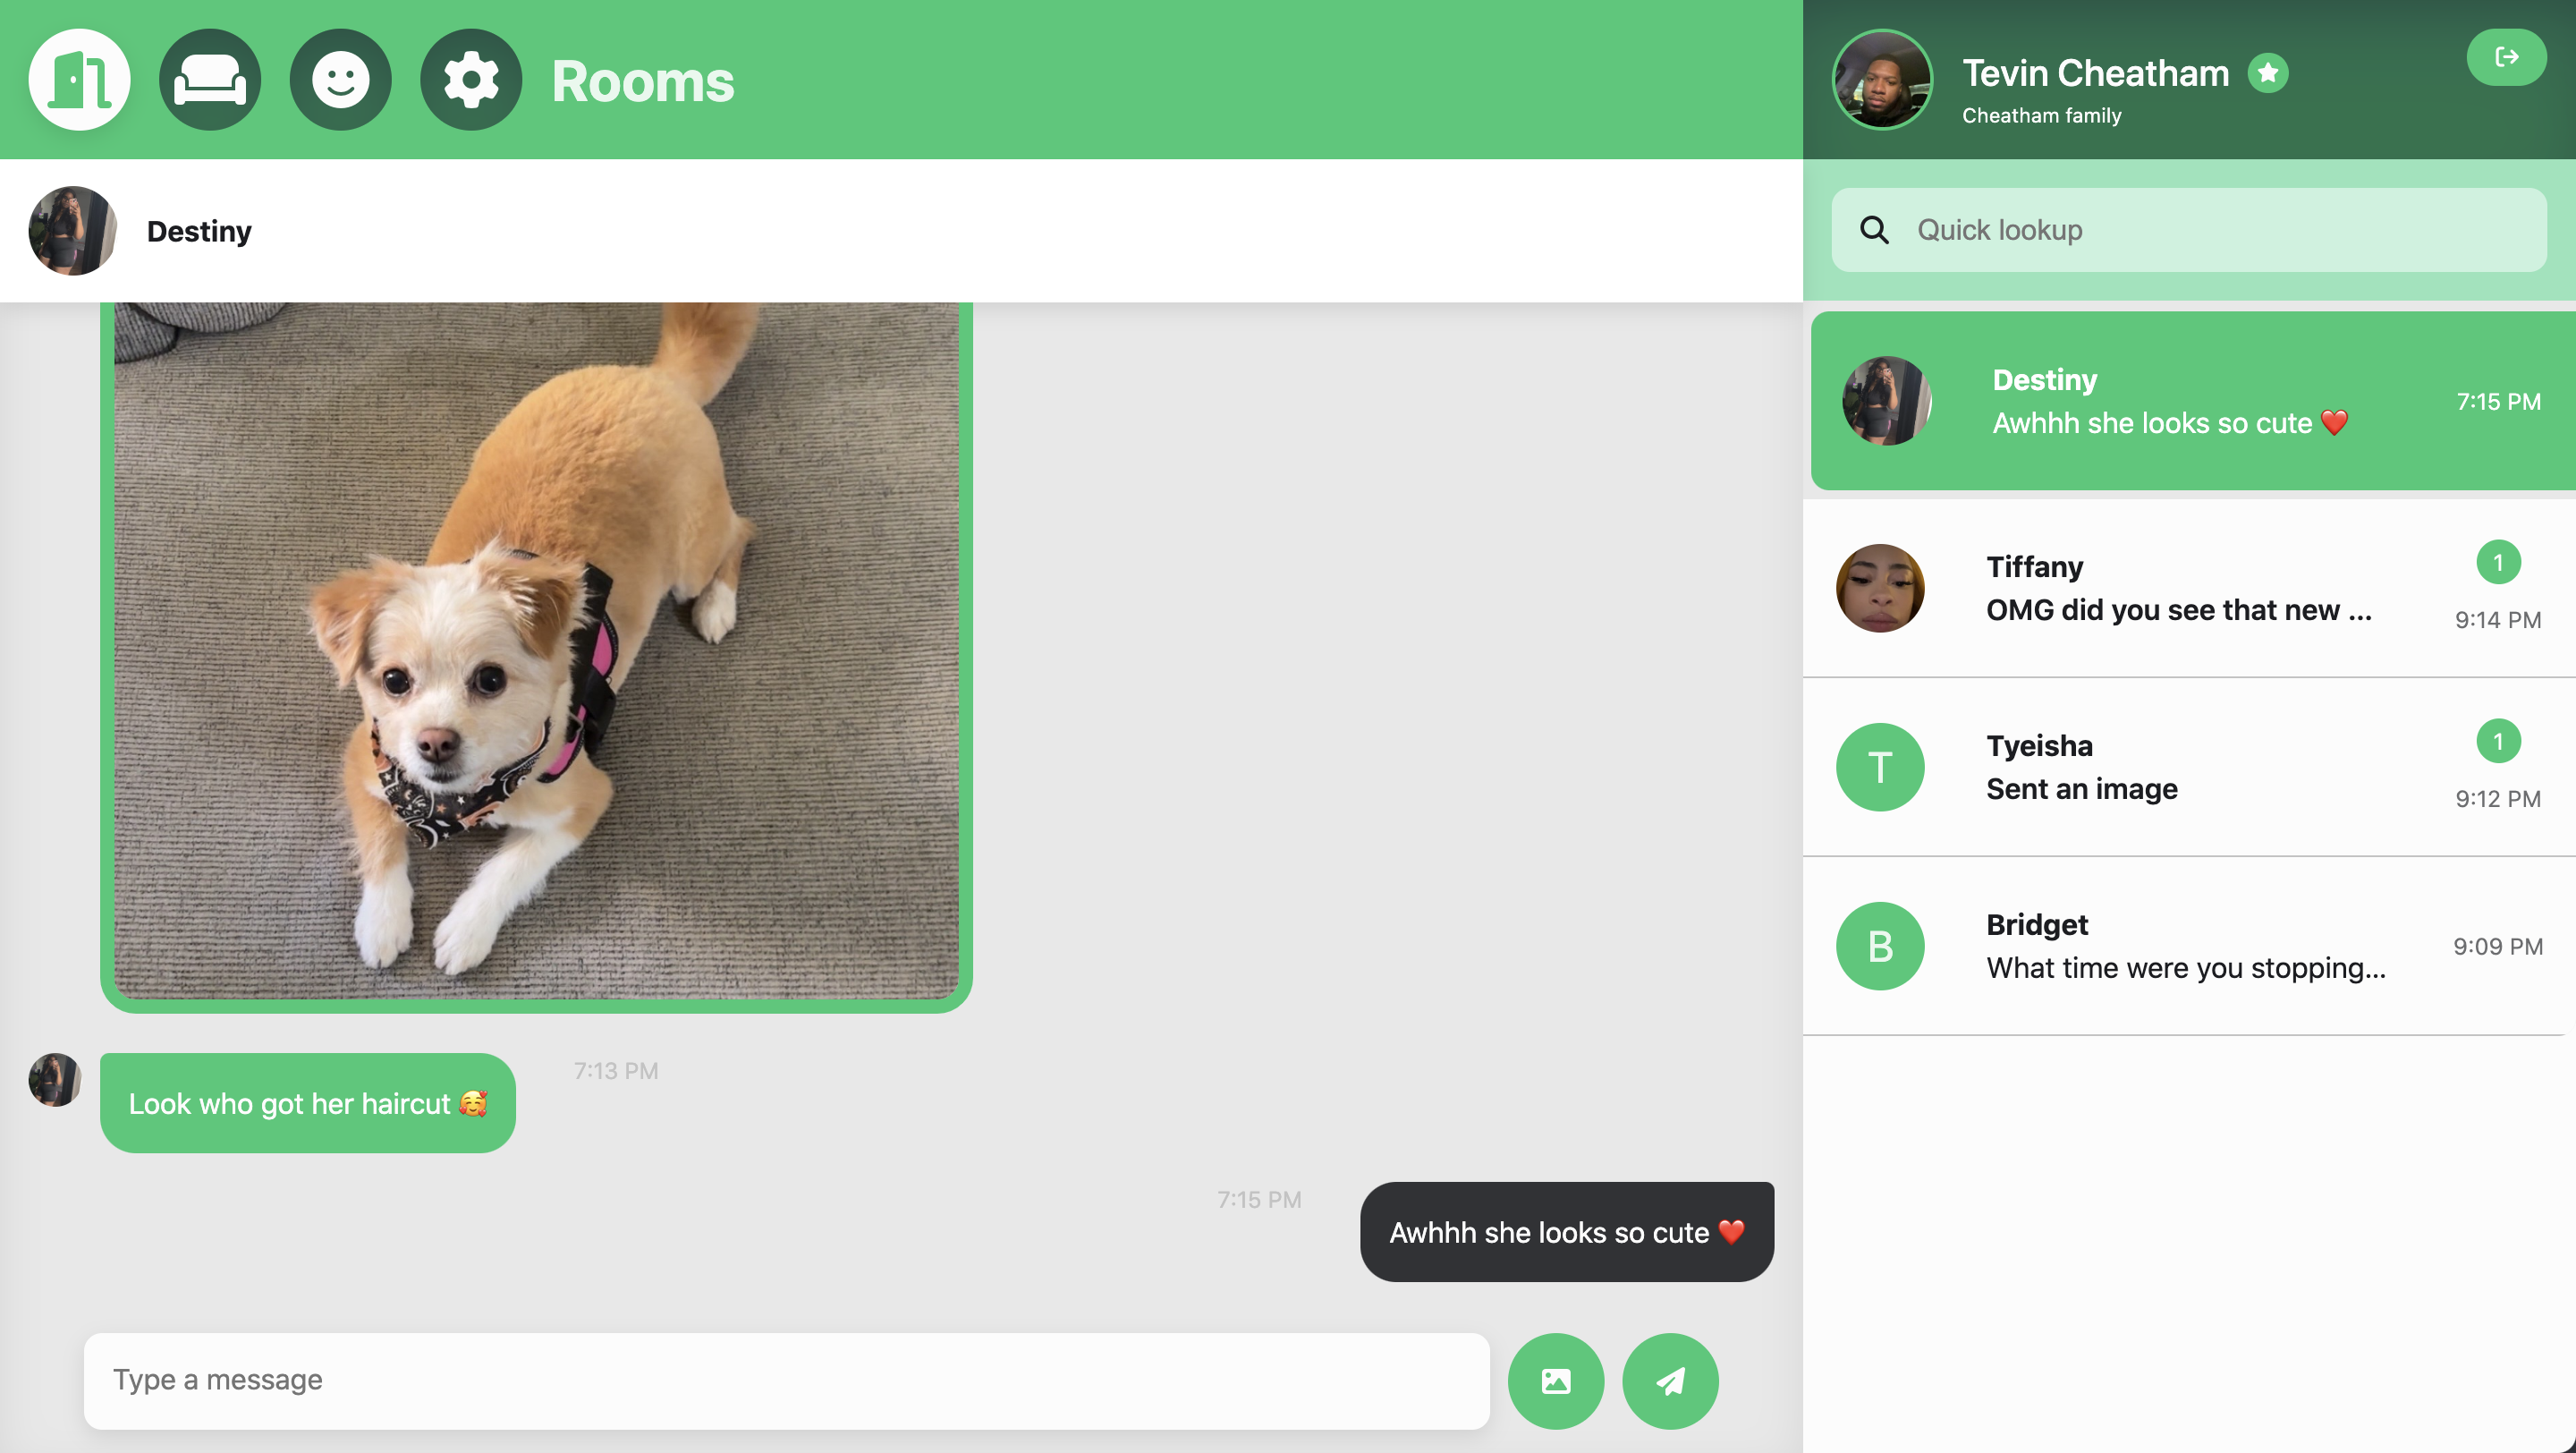 Rooms
Tevin Cheatham
Cheatham family
Destiny
Quick lookup
Destiny
Awhhh she looks so cute ❤️
7:15 PM
Tiffany
OMG did you see that new ...
1
9:14 PM
T
Tyeisha
Sent an image
1
9:12 PM
B
Bridget
What time were you stopping...
9:09 PM
Look who got her haircut 🥰
7:13 PM
7:15 PM
Awhhh she looks so cute ❤️
Type a message